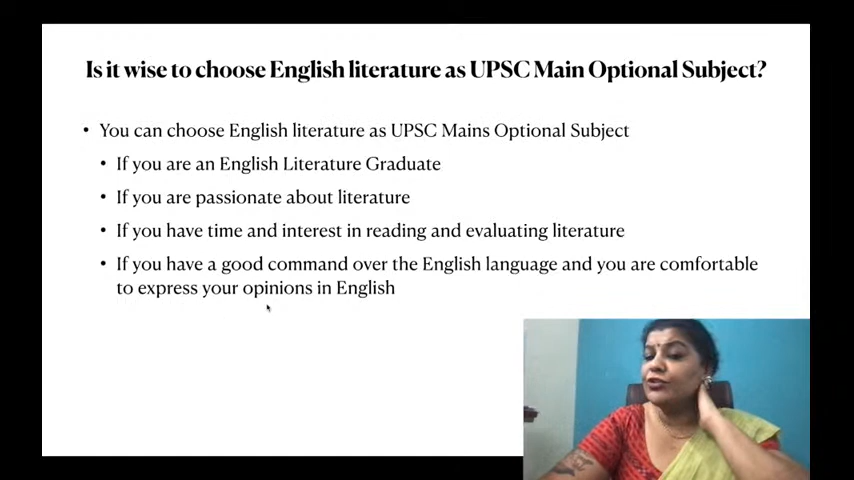 Is it wise to choose English literature as UPSC Main Optional Subject?
• You can choose English literature as UPSC Mains Optional Subject
• If you are an English Literature Graduate
• If you are passionate about literature
• If you have time and interest in reading and evaluating literature
• If you have a good command over the English language and you are comfortable
to express your opinions in English